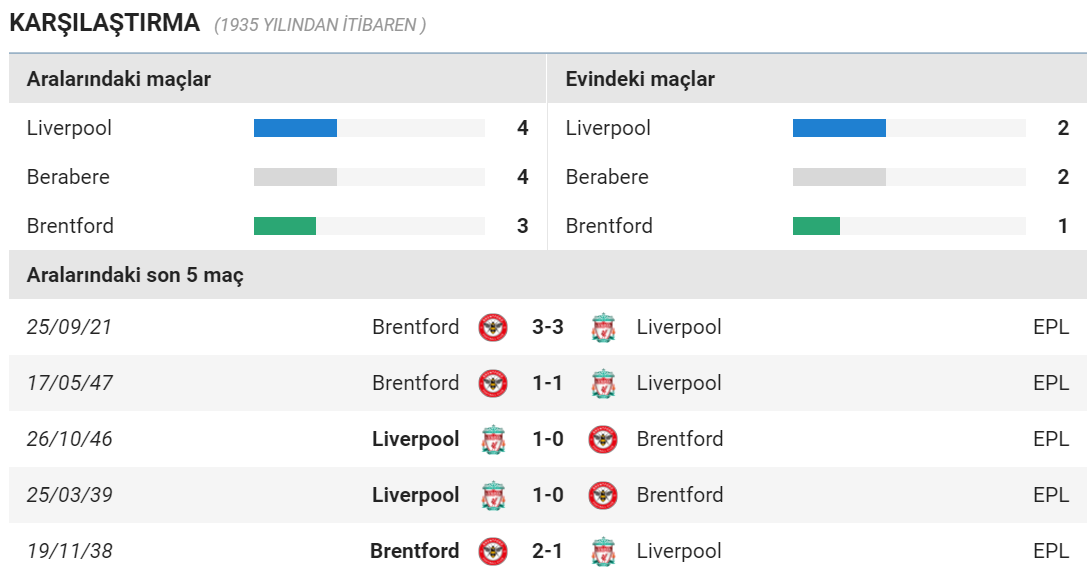 KARŞILAŞTIRMA (1935 YILINDAN İTİBAREN )
Aralarındaki maçlar Evindeki maçlar
Liverpool 4 Liverpool 2
Berabere 4 Berabere 2
Brentford 3 Brentford 1
Aralarındaki son 5 maç
25/09/21 Brentford 3-3 Liverpool EPL
17/05/47 Brentford 1-1 Liverpool EPL
26/10/46 Liverpool 1-0 Brentford EPL
25/03/39 Liverpool 1-0 Brentford EPL
19/11/38 Brentford 2-1 Liverpool EPL